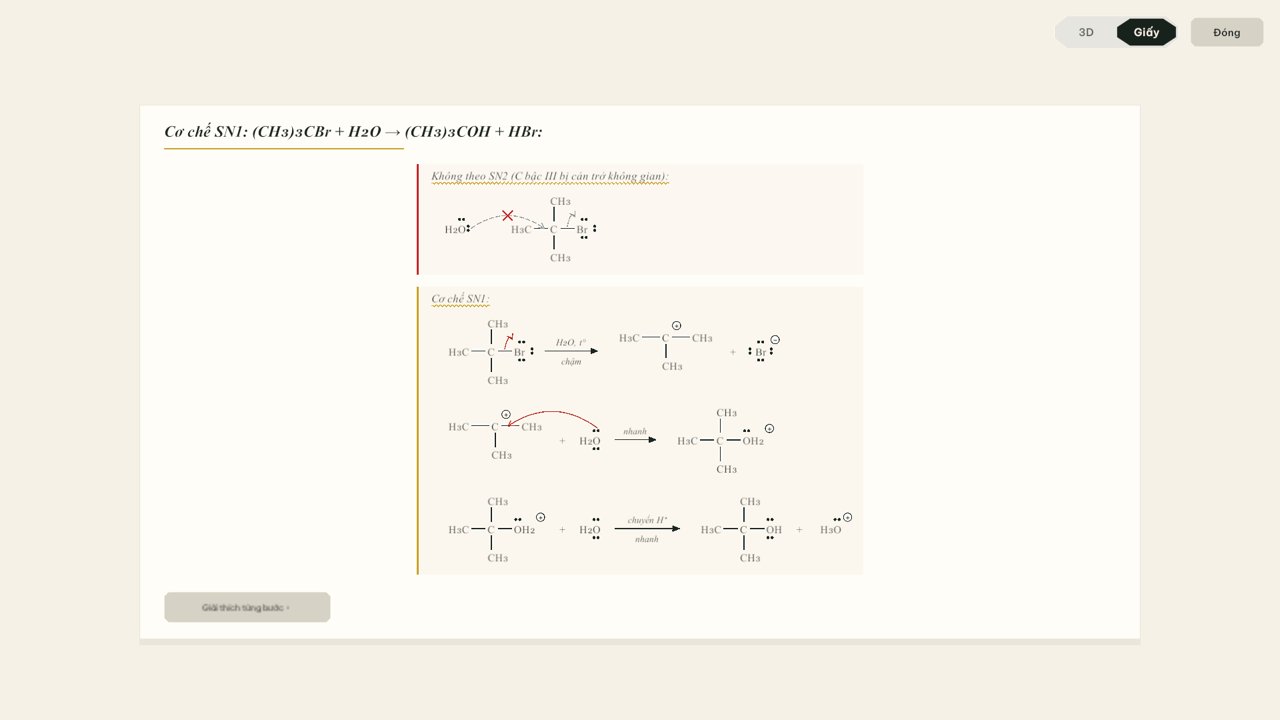 3D
Giấy
Đóng
Cơ chế SN1: (CH3)3CBr + H2O → (CH3)3COH + HBr:
Không theo SN2 (C bậc III bị cản trở không gian):
CH3
H2O
H3C C Br
CH3
Cơ chế SN1:
CH3
H3C C Br
H2O, t°
chậm
CH3
+
H3C C CH3
CH3
+
Br
−
+
H3C C CH3
CH3
+
H2O
nhanh
CH3
H3C C OH2
+
CH3
CH3
H3C C OH2
+
CH3
+
H2O
chuyển H⁺
nhanh
CH3
H3C C OH
CH3
+
H3O
+
Giải thích từng bước